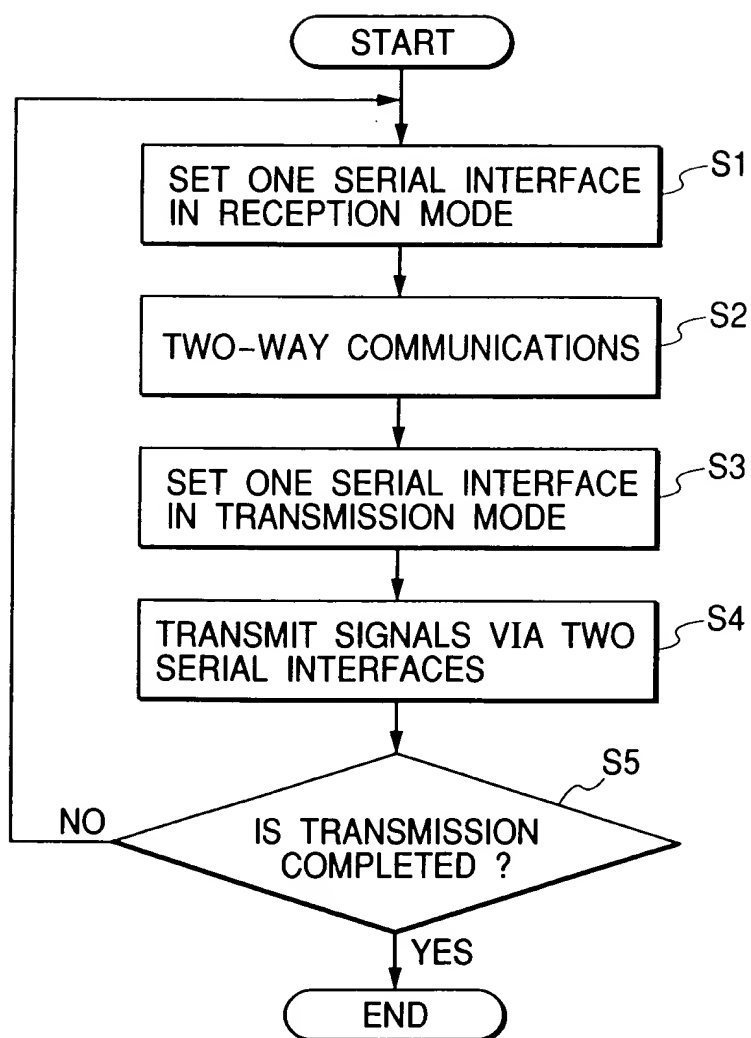 START
SET ONE SERIAL INTERFACE
IN RECEPTION MODE
S1
TWO-WAY COMMUNICATIONS
S2
SET ONE SERIAL INTERFACE
IN TRANSMISSION MODE
S3
TRANSMIT SIGNALS VIA TWO
SERIAL INTERFACES
S4
S5
NO
IS TRANSMISSION
COMPLETED ?
YES
END